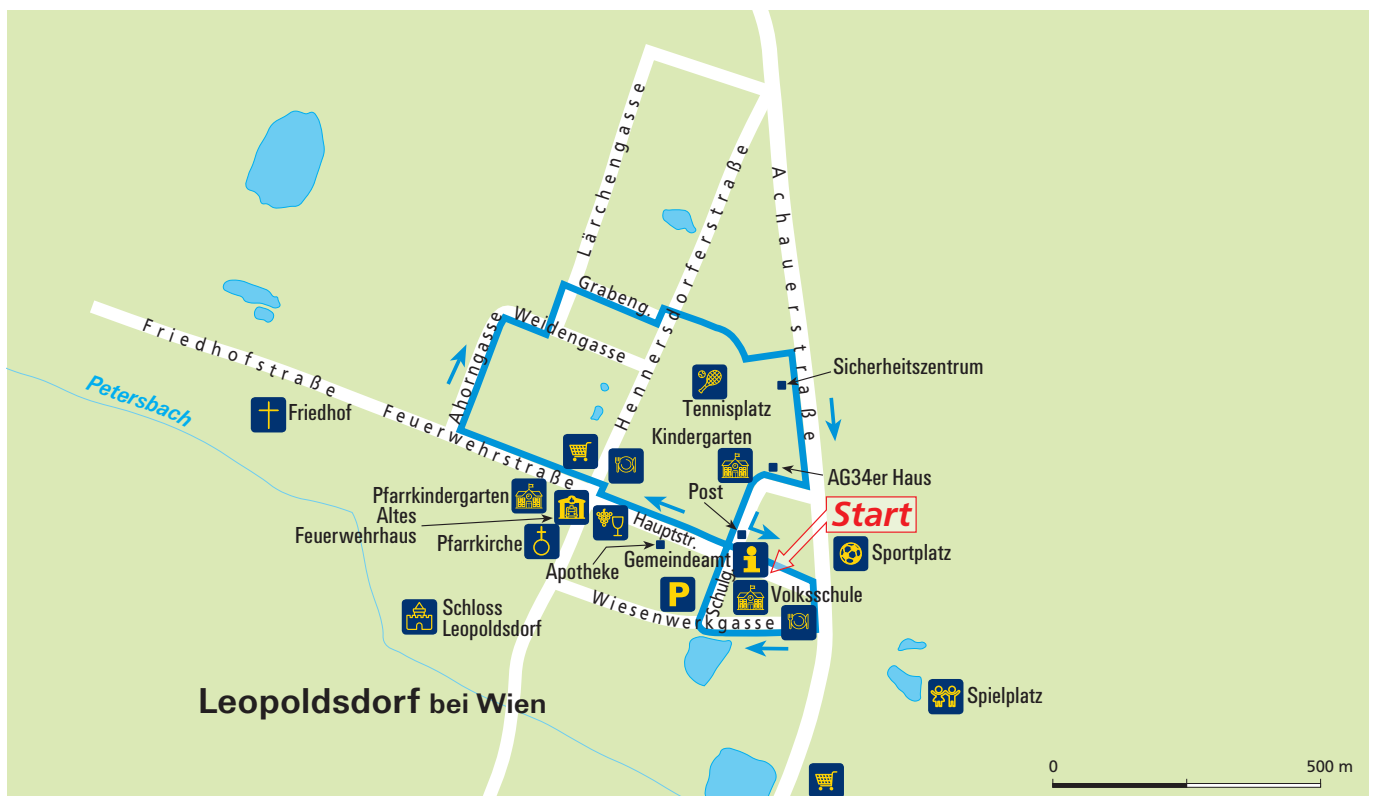 Lärchengasse
Hennersdorferstraße
Achauerstraße
Grabeng.
Weidengasse
Ahorngasse
Friedhofstraße
Feuerwehrstraße
Petersbach
Friedhof
Sicherheitszentrum
Tennisplatz
Kindergarten
AG34er Haus
Post
Start
Pfarrkindergarten
Altes
Feuerwehrhaus
Pfarrkirche
Hauptstr.
Apotheke
Gemeindeamt
i
Sportplatz
P
Schulg.
Volksschule
Wiesenwerkgasse
Schloss
Leopoldsdorf
Leopoldsdorf bei Wien
Spielplatz
0 500 m